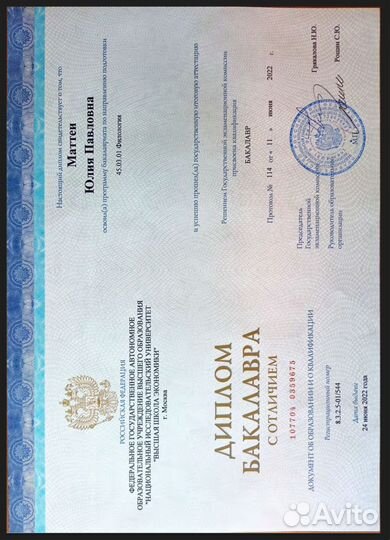 РОССИЙСКАЯ ФЕДЕРАЦИЯ
ФЕДЕРАЛЬНОЕ ГОСУДАРСТВЕННОЕ АВТОНОМНОЕ
ОБРАЗОВАТЕЛЬНОЕ УЧРЕЖДЕНИЕ ВЫСШЕГО ОБРАЗОВАНИЯ
"НАЦИОНАЛЬНЫЙ ИССЛЕДОВАТЕЛЬСКИЙ УНИВЕРСИТЕТ
"ВЫСШАЯ ШКОЛА ЭКОНОМИКИ"
г. Москва
ДИПЛОМ
БАКАЛАВРА
С ОТЛИЧИЕМ
107704 0359675
ДОКУМЕНТ ОБ ОБРАЗОВАНИИ И О КВАЛИФИКАЦИИ
Регистрационный номер
8.3.2.5-01/544
Дата выдачи
24 июня 2022 года
Настоящий диплом свидетельствует о том, что
Маттеи
Юлия Павловна
освоил(а) программу бакалавриата по направлению подготовки
45.03.01 Филология
и успешно прошел(ла) государственную итоговую аттестацию
Решением Государственной экзаменационной комиссии
присвоена квалификация
БАКАЛАВР
Протокол № 114 от « 11 » июня 2022 г.
Председатель
Государственной
экзаменационной комиссии
Гринкалова Н.Ю.
Руководитель образовательной
организации
Рощин С.Ю.
М.П.
Avito